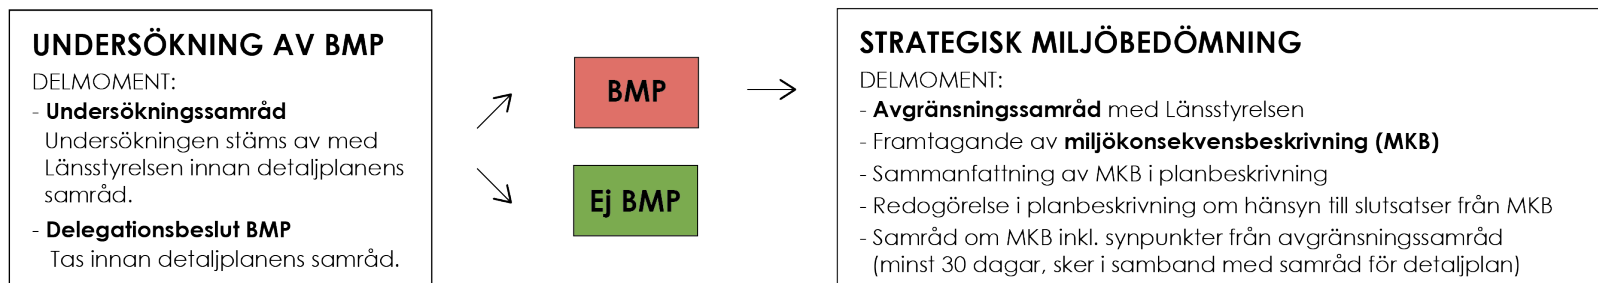 UNDERSÖKNING AV BMP
DELMOMENT:
- Undersökningssamråd
Undersökningen stäms av med
Länsstyrelsen innan detaljplanens
samråd.
- Delegationsbeslut BMP
Tas innan detaljplanens samråd.
BMP
Ej BMP
STRATEGISK MILJÖBEDÖMNING
DELMOMENT:
- Avgränsningssamråd med Länsstyrelsen
- Framtagande av miljökonsekvensbeskrivning (MKB)
- Sammanfattning av MKB i planbeskrivning
- Redogörelse i planbeskrivning om hänsyn till slutsatser från MKB
- Samråd om MKB inkl. synpunkter från avgränsningssamråd
(minst 30 dagar, sker i samband med samråd för detaljplan)